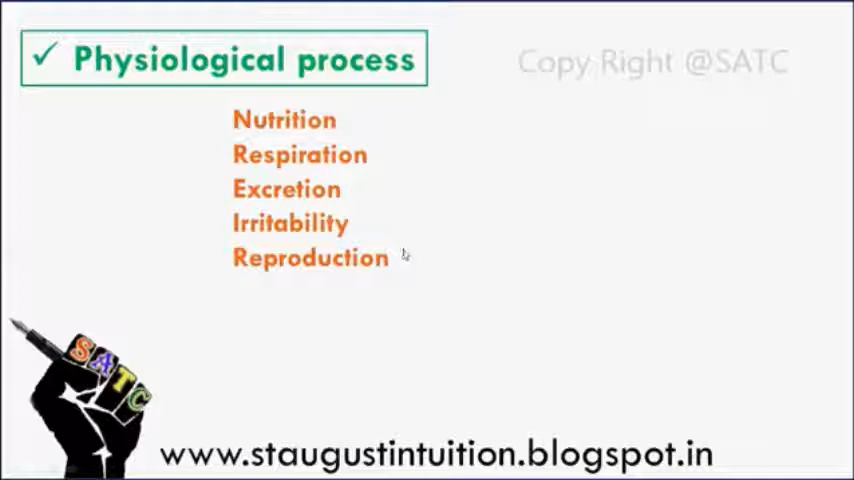 ✓ Physiological process
Copy Right @SATC
Nutrition
Respiration
Excretion
Irritability
Reproduction
SATC
www.staugustintuition.blogspot.in